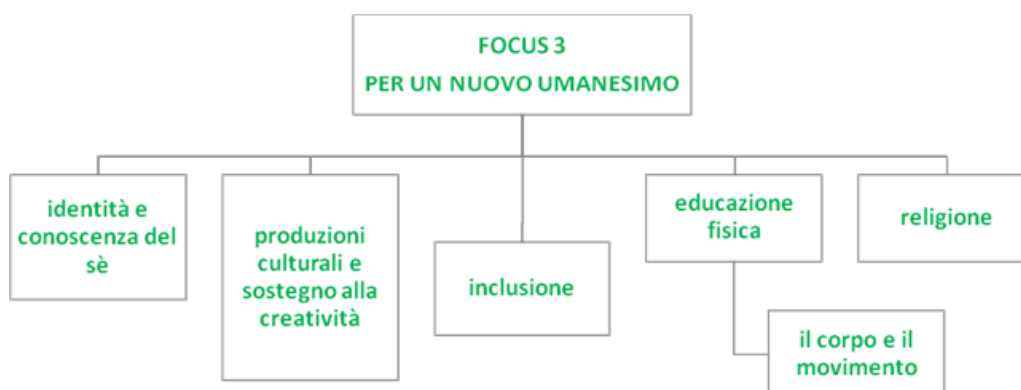 FOCUS 3
PER UN NUOVO UMANESIMO
identità e
conoscenza del
sè
produzioni
culturali e
sostegno alla
creatività
inclusione
educazione
fisica
religione
il corpo e il
movimento